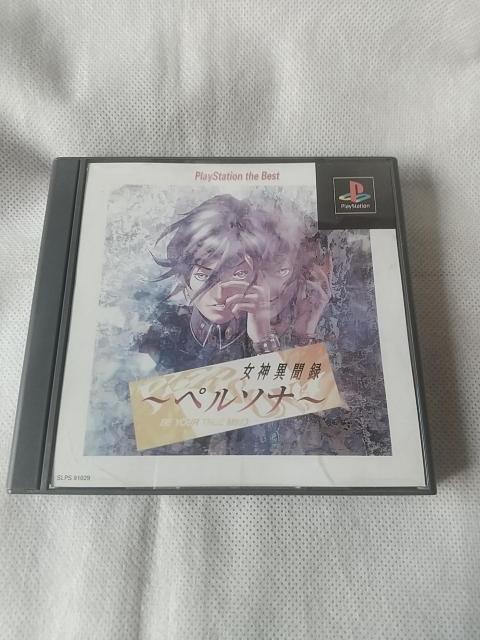 PlayStation the Best
PlayStation
女神異聞録
〜ペルソナ〜
BE YOUR TRUE MIND
SLPS 91029